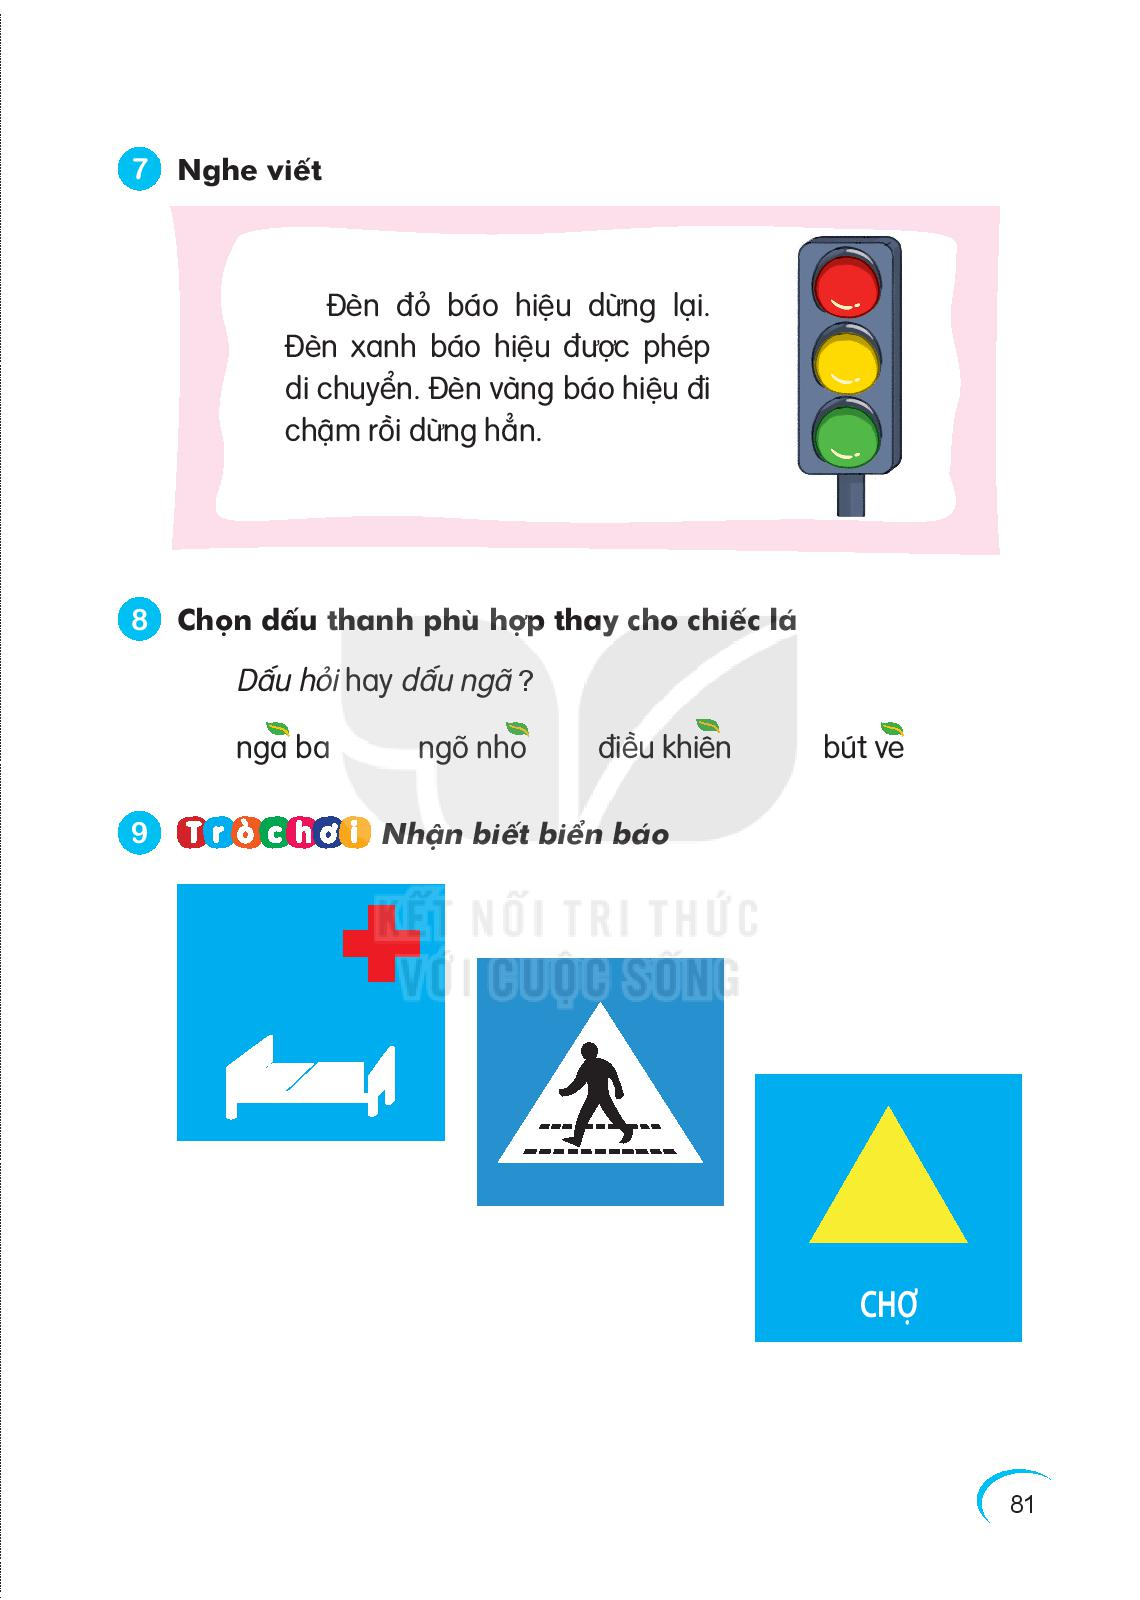 7 Nghe viết
Đèn đỏ báo hiệu dừng lại.
Đèn xanh báo hiệu được phép
di chuyển. Đèn vàng báo hiệu đi
chậm rồi dừng hẳn.
8 Chọn dấu thanh phù hợp thay cho chiếc lá
Dấu hỏi hay dấu ngã ?
nga ba ngõ nho điều khiên bút ve
9 Trò chơi Nhận biết biển báo
KẾT NỐI TRI THỨC
VỚI CUỘC SỐNG
CHỢ
81